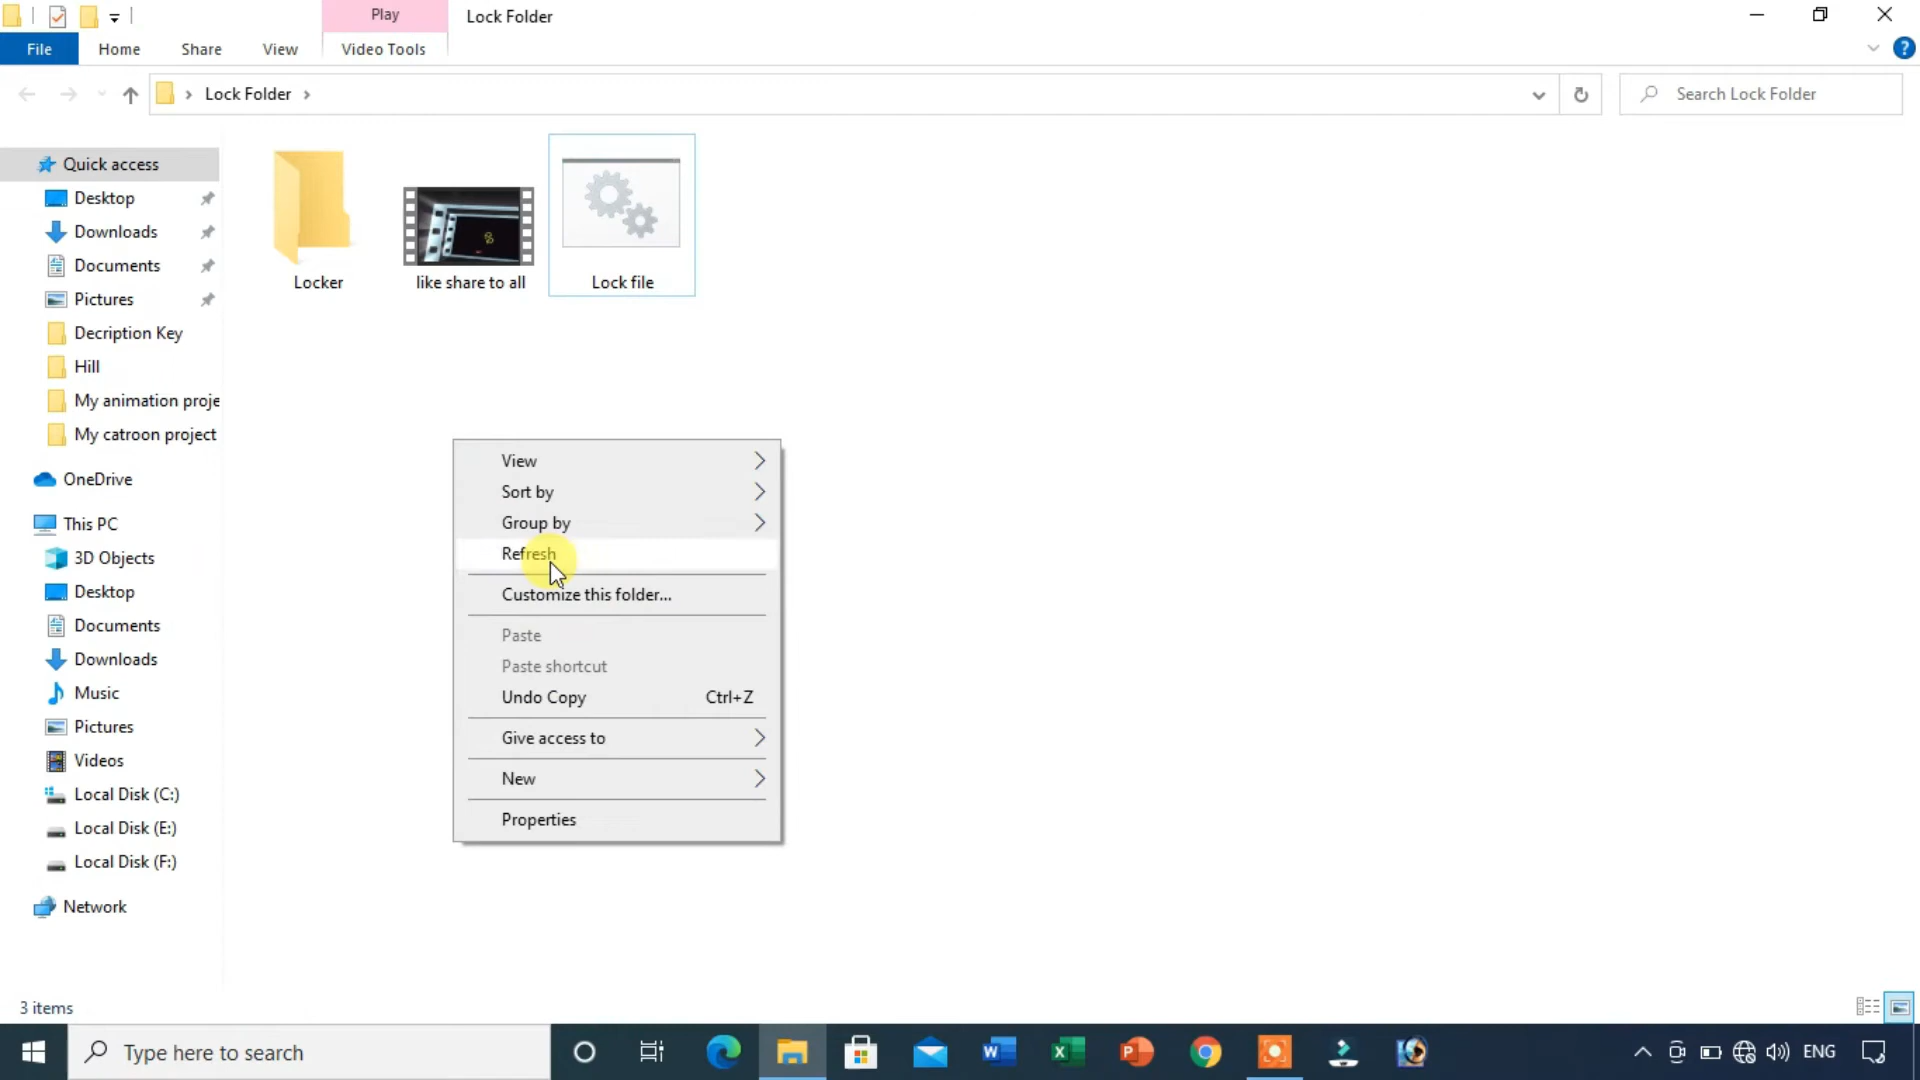 Play
Lock Folder
File
Home
Share
View
Video Tools
Lock Folder
Search Lock Folder
Quick access
Desktop
Downloads
Documents
Pictures
Decription Key
Hill
My animation proje
My catroon project
OneDrive
This PC
3D Objects
Desktop
Documents
Downloads
Music
Pictures
Videos
Local Disk (C:)
Local Disk (E:)
Local Disk (F:)
Network
Locker
like share to all
Lock file
View
Sort by
Group by
Refresh
Customize this folder...
Paste
Paste shortcut
Undo Copy Ctrl+Z
Give access to
New
Properties
3 items
Type here to search
ENG